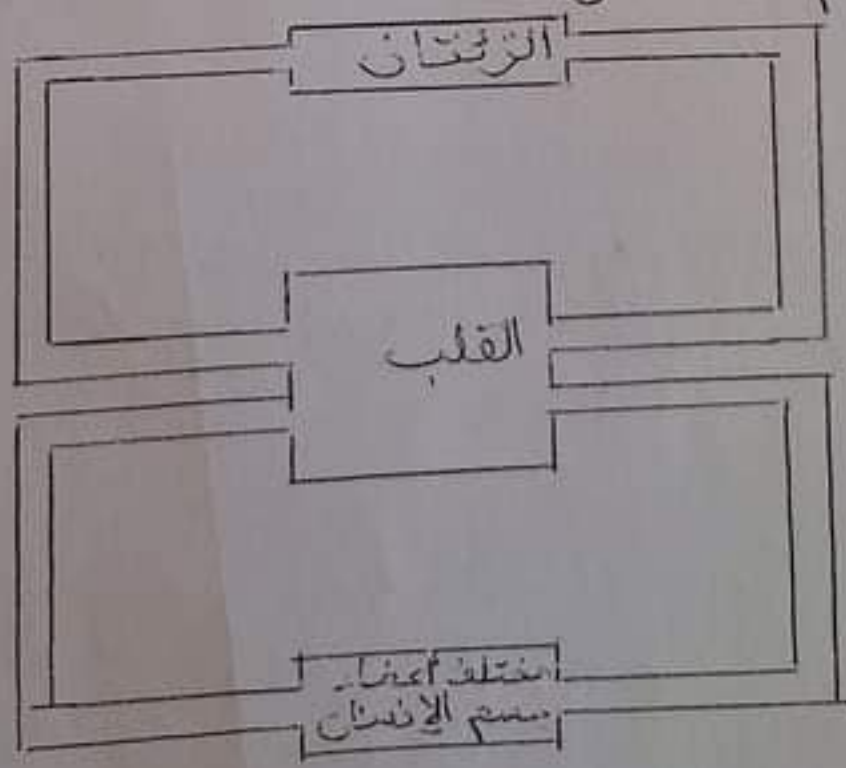 الرئتان
القلب
مختلف أعضاء
جسم الإنسان